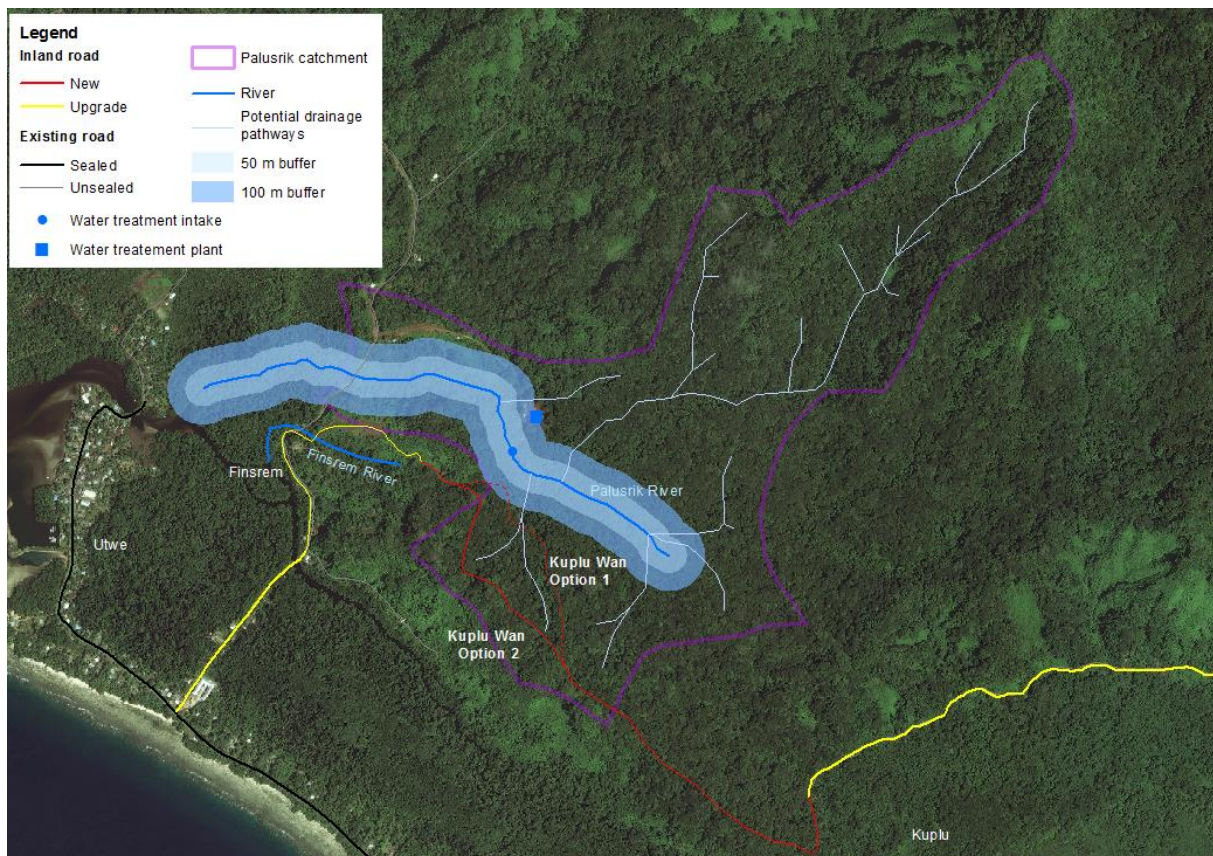 Legend
Inland road
New
Upgrade
Existing road
Sealed
Unsealed
Water treatment intake
Water treatement plant
Palusrik catchment
River
Potential drainage
pathways
50 m buffer
100 m buffer
Finsrem
Finsrem River
Palusrik River
Utwe
Kuplu Wan
Option 1
Kuplu Wan
Option 2
Kuplu